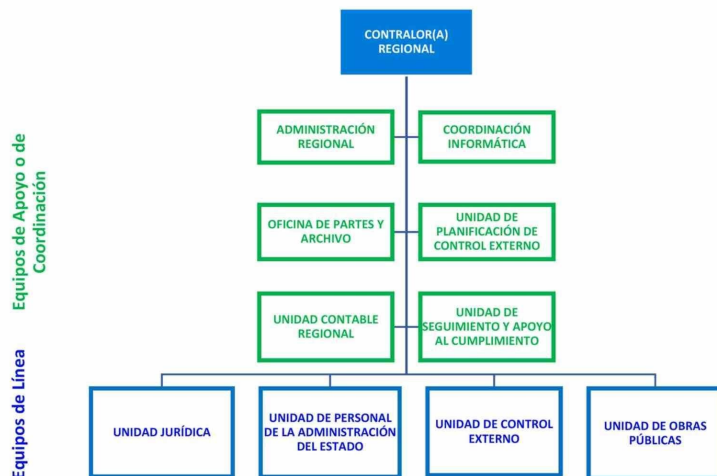 CONTRALOR(A)
REGIONAL
Equipos de Apoyo o de
Coordinación
ADMINISTRACIÓN
REGIONAL
COORDINACIÓN
INFORMÁTICA
OFICINA DE PARTES Y
ARCHIVO
UNIDAD DE
PLANIFICACIÓN DE
CONTROL EXTERNO
UNIDAD CONTABLE
REGIONAL
UNIDAD DE
SEGUIMIENTO Y APOYO
AL CUMPLIMIENTO
Equipos de Línea
UNIDAD JURÍDICA
UNIDAD DE PERSONAL
DE LA ADMINISTRACIÓN
DEL ESTADO
UNIDAD DE CONTROL
EXTERNO
UNIDAD DE OBRAS
PÚBLICAS